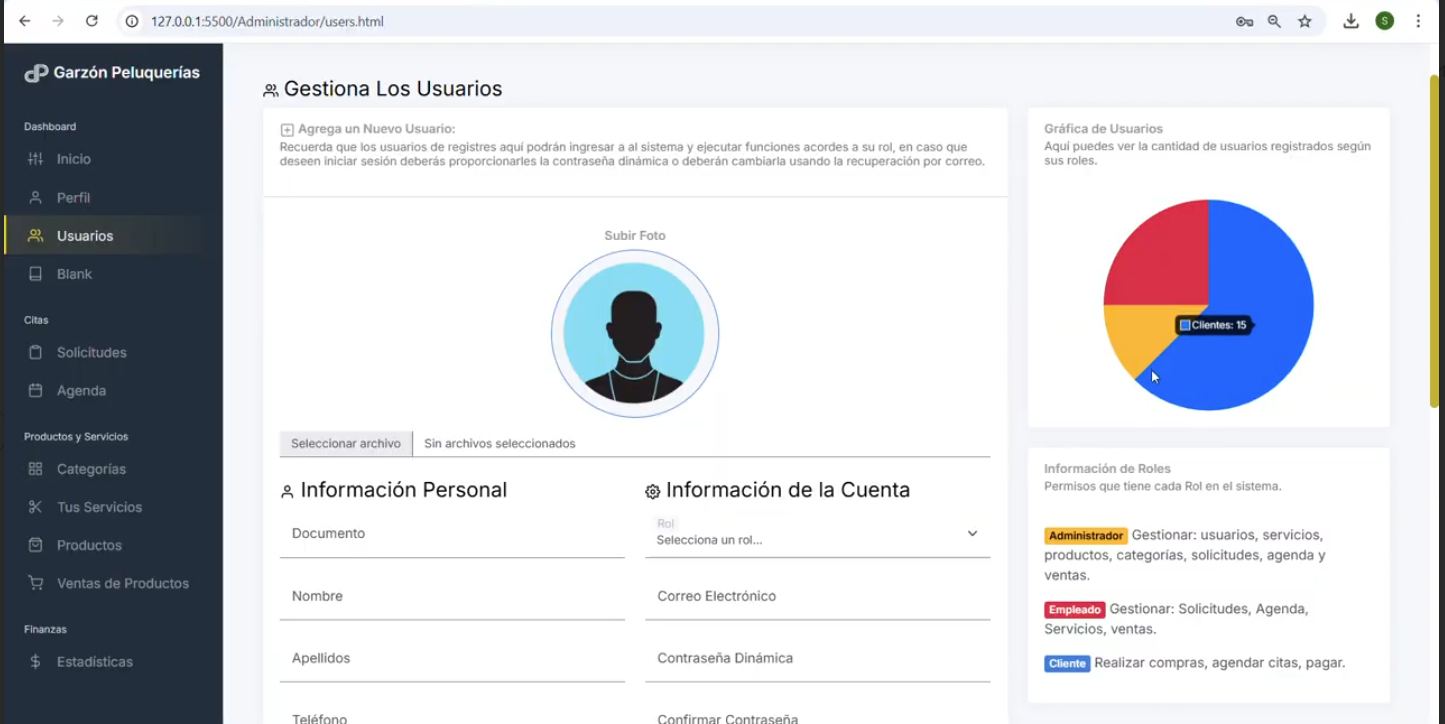 127.0.0.1:5500/Administrador/users.html
S
Garzón Peluquerías
Dashboard
Inicio
Perfil
Usuarios
Blank
Citas
Solicitudes
Agenda
Productos y Servicios
Categorías
Tus Servicios
Productos
Ventas de Productos
Finanzas
Estadísticas
Gestiona Los Usuarios
Agrega un Nuevo Usuario:
Recuerda que los usuarios de registres aquí podrán ingresar a al sistema y ejecutar funciones acordes a su rol, en caso que
deseen iniciar sesión deberás proporcionarles la contraseña dinámica o deberán cambiarla usando la recuperación por correo.
Subir Foto
Seleccionar archivo Sin archivos seleccionados
Información Personal
Documento
Nombre
Apellidos
Teléfono
Información de la Cuenta
Rol
Selecciona un rol...
Correo Electrónico
Contraseña Dinámica
Confirmar Contraseña
Gráfica de Usuarios
Aquí puedes ver la cantidad de usuarios registrados según
sus roles.
Clientes: 15
Información de Roles
Permisos que tiene cada Rol en el sistema.
Administrador Gestionar: usuarios, servicios,
productos, categorías, solicitudes, agenda y
ventas.
Empleado Gestionar: Solicitudes, Agenda,
Servicios, ventas.
Cliente Realizar compras, agendar citas, pagar.